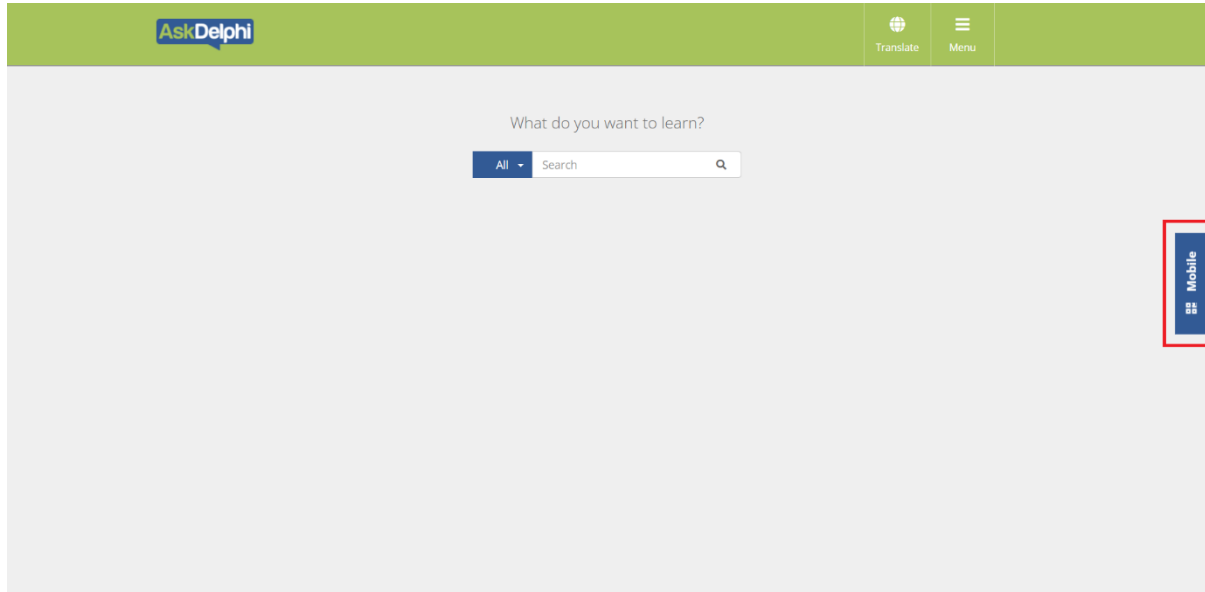 AskDelphi
Translate
Menu
What do you want to learn?
All
Search
Mobile